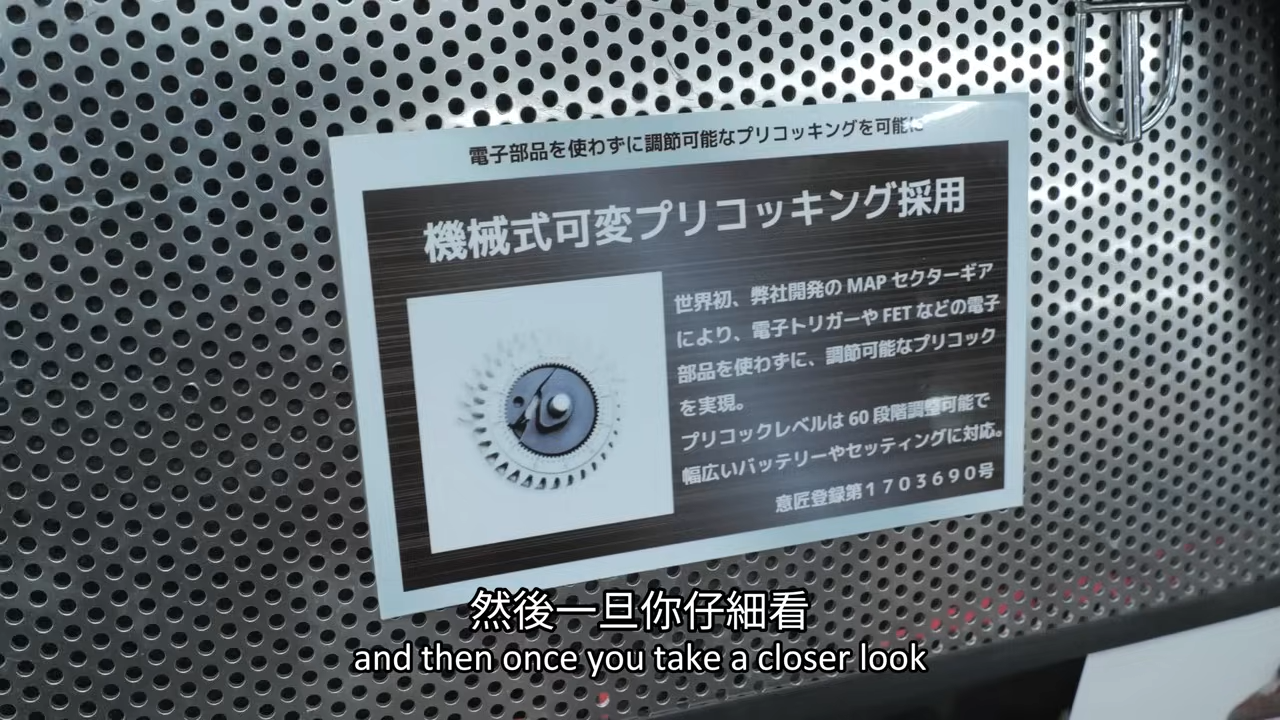 電子部品を使わずに調節可能なプリコッキングを可能に
機械式可変プリコッキング採用
世界初、弊社開発の MAP セクターギア
により、電子トリガーや FET などの電子
部品を使わずに、調節可能なプリコック
を実現。
プリコックレベルは 60 段階調整可能で
幅広いバッテリーやセッティングに対応。
意匠登録第１７０３６９０号
然後一旦你仔細看
and then once you take a closer look